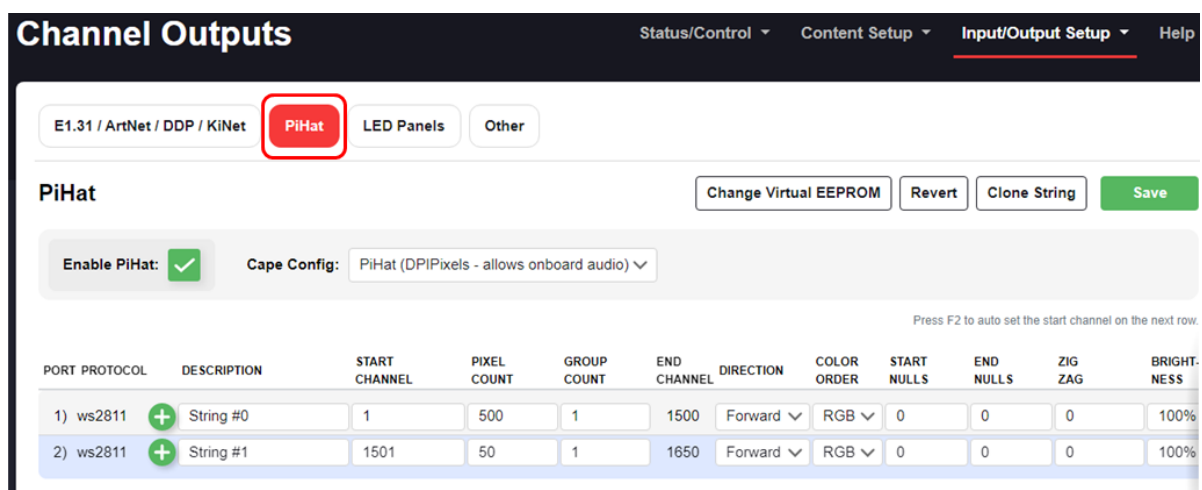 Channel Outputs Status/Control Content Setup Input/Output Setup Help
E1.31 / ArtNet / DDP / KiNet PiHat LED Panels Other
PiHat Change Virtual EEPROM Revert Clone String Save
Enable PiHat: Cape Config: PiHat (DPIPixels - allows onboard audio)
Press F2 to auto set the start channel on the next row.
PORT PROTOCOL DESCRIPTION START CHANNEL PIXEL COUNT GROUP COUNT END CHANNEL DIRECTION COLOR ORDER START NULLS END NULLS ZIG ZAG BRIGHT-NESS
1) ws2811 String #0 1 500 1 1500 Forward RGB 0 0 0 100%
2) ws2811 String #1 1501 50 1 1650 Forward RGB 0 0 0 100%